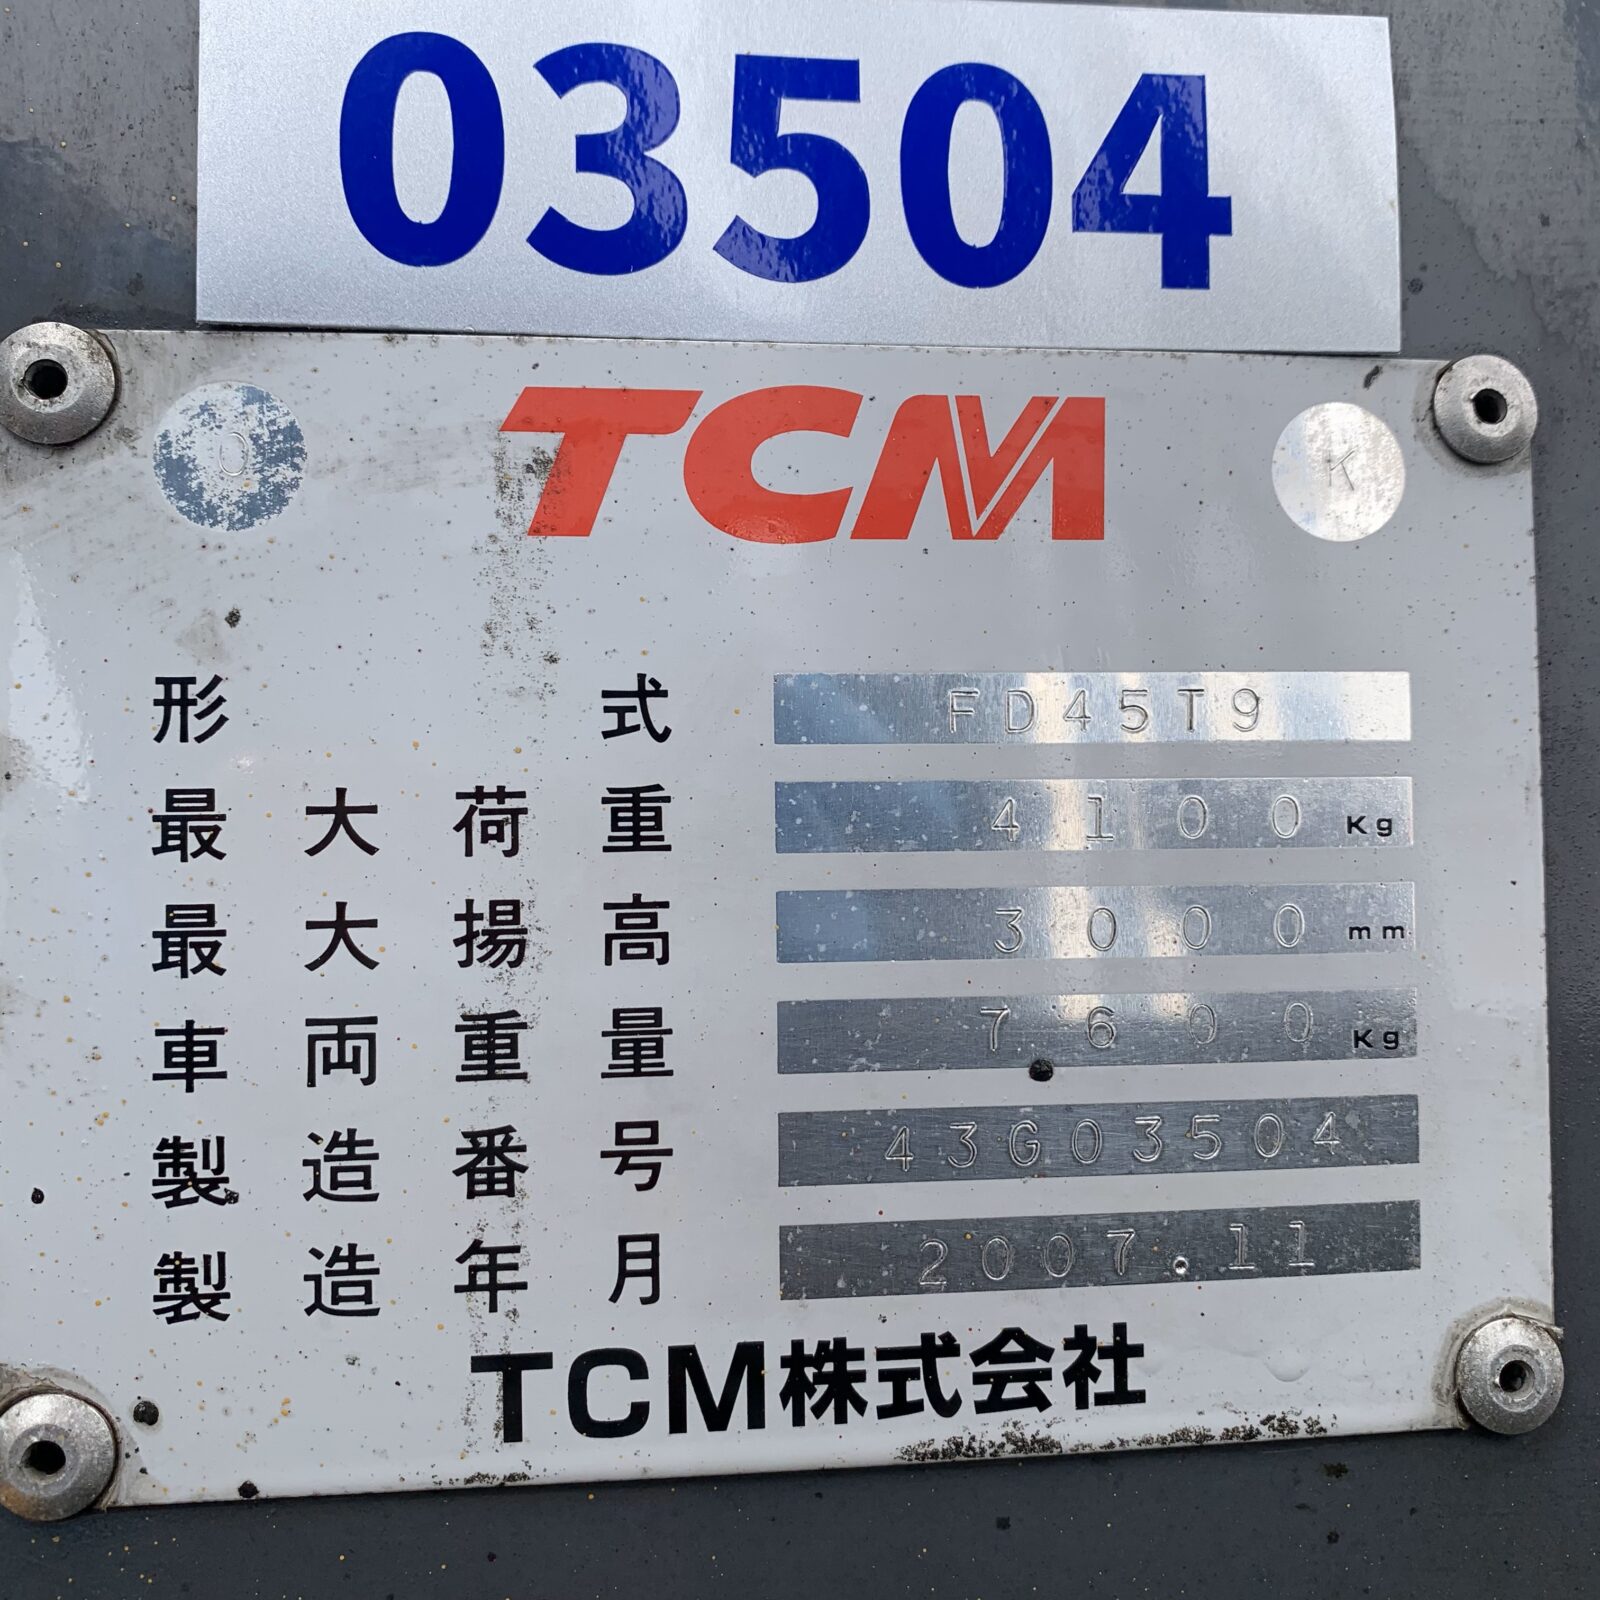 03504
TCM
O K
形式 FD45T9
最大荷重 4100 Kg
最大揚高 3000 mm
車両重量 7600 Kg
製造番号 43G03504
製造年月 2007.11
TCM株式会社